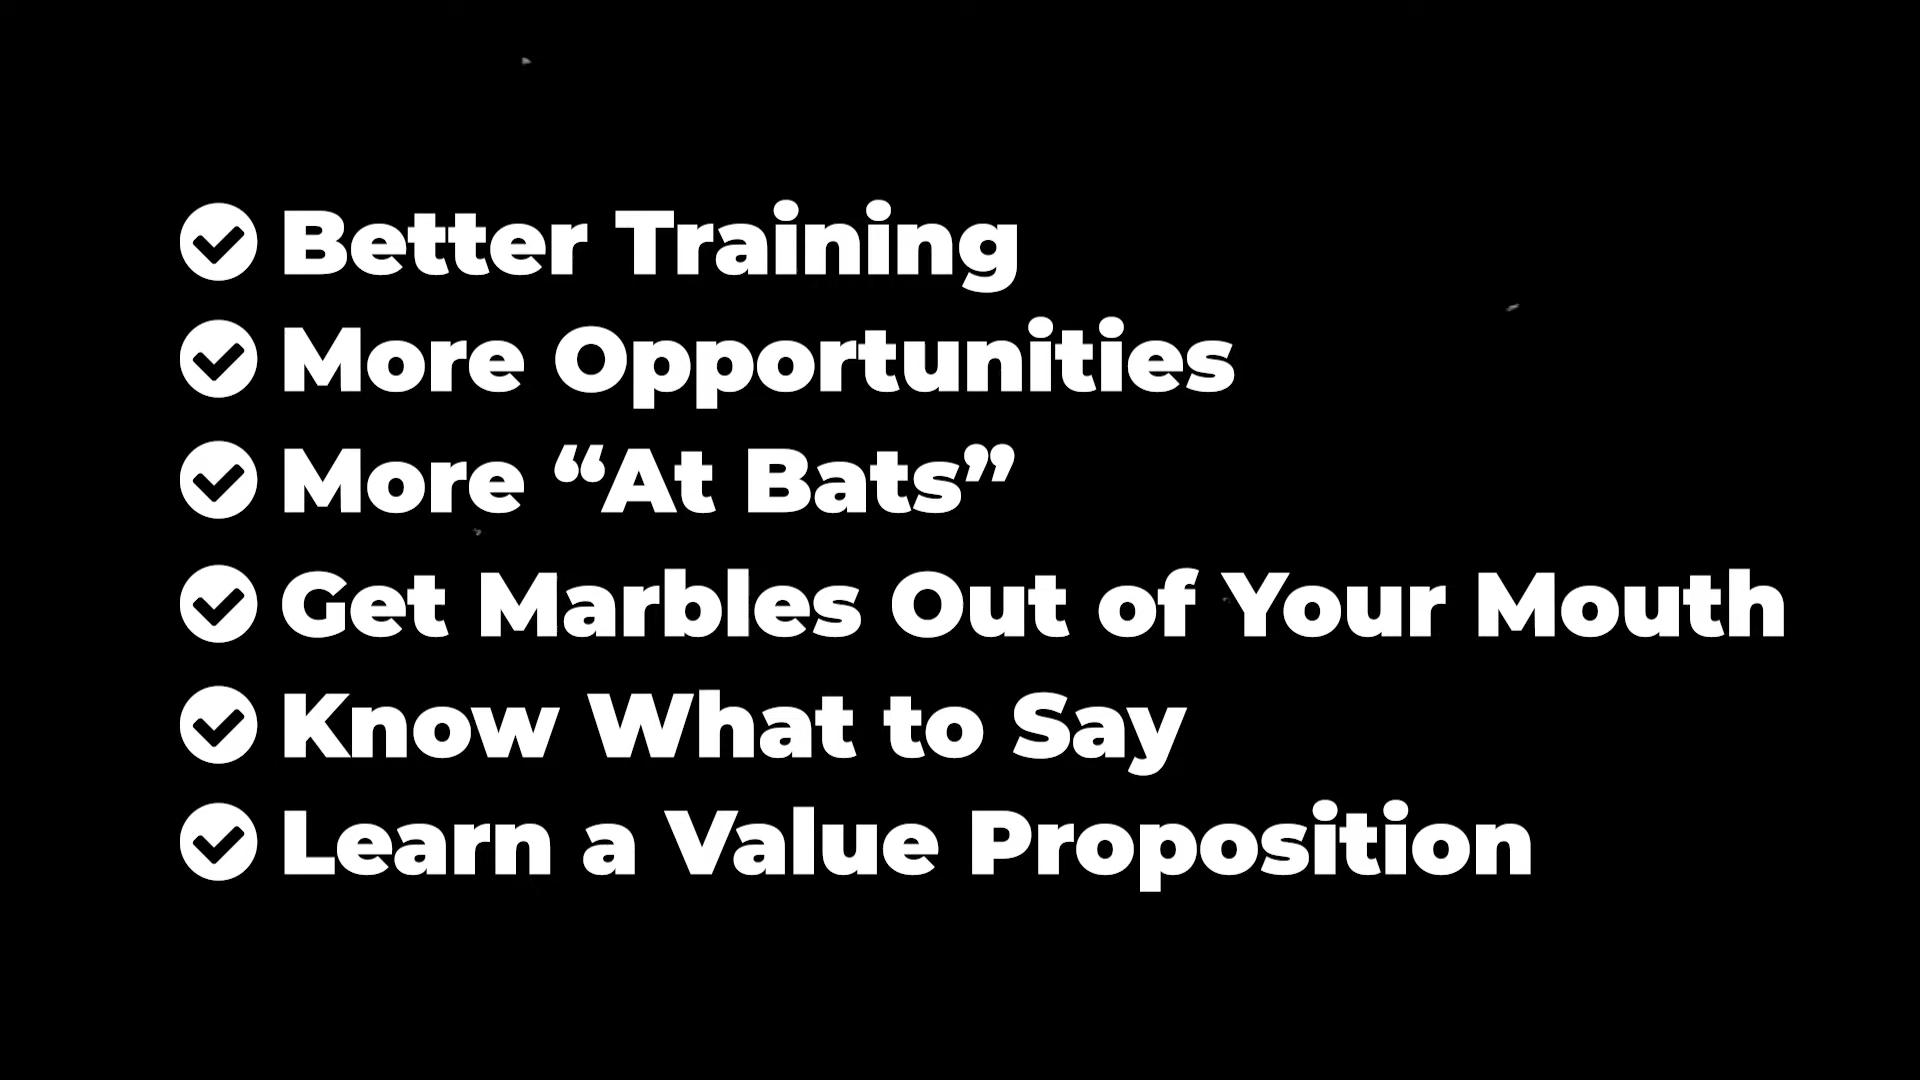 Better Training
More Opportunities
More “At Bats”
Get Marbles Out of Your Mouth
Know What to Say
Learn a Value Proposition